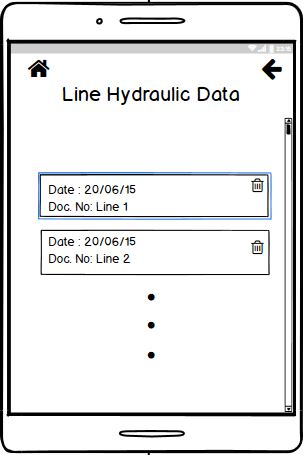 Line Hydraulic Data
Date : 20/06/15
Doc. No: Line 1
Date : 20/06/15
Doc. No: Line 2